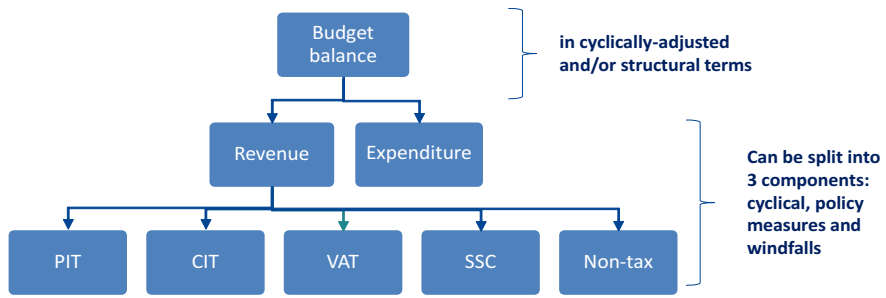 Budget
balance
in cyclically-adjusted
and/or structural terms
Revenue
Expenditure
Can be split into
3 components:
cyclical, policy
measures and
windfalls
PIT
CIT
VAT
SSC
Non-tax